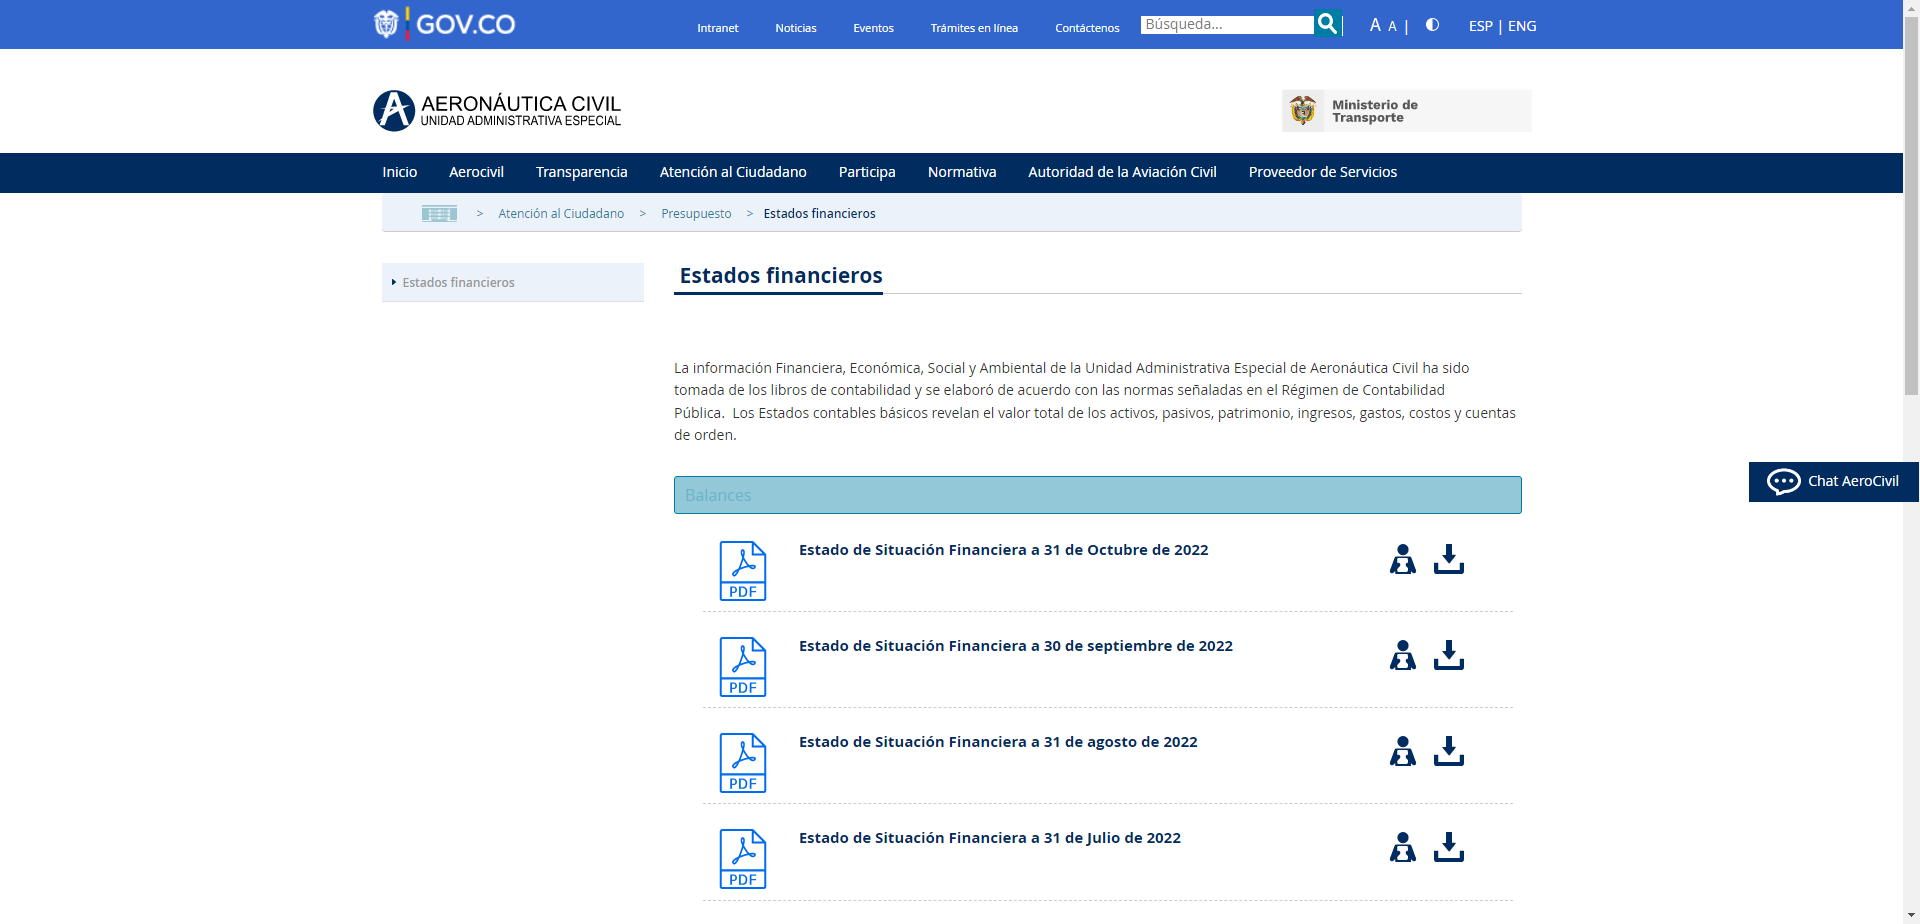 GOV.CO
Intranet
Noticias
Eventos
Trámites en línea
Contáctenos
Búsqueda...
A A |
ESP | ENG
AERONÁUTICA CIVIL
UNIDAD ADMINISTRATIVA ESPECIAL
Ministerio de
Transporte
Inicio
Aerocivil
Transparencia
Atención al Ciudadano
Participa
Normativa
Autoridad de la Aviación Civil
Proveedor de Servicios
> Atención al Ciudadano > Presupuesto > Estados financieros
Estados financieros
Estados financieros
La información Financiera, Económica, Social y Ambiental de la Unidad Administrativa Especial de Aeronáutica Civil ha sido
tomada de los libros de contabilidad y se elaboró de acuerdo con las normas señaladas en el Régimen de Contabilidad
Pública.  Los Estados contables básicos revelan el valor total de los activos, pasivos, patrimonio, ingresos, gastos, costos y cuentas
de orden.
Chat AeroCivil
Balances
Estado de Situación Financiera a 31 de Octubre de 2022
PDF
Estado de Situación Financiera a 30 de septiembre de 2022
PDF
Estado de Situación Financiera a 31 de agosto de 2022
PDF
Estado de Situación Financiera a 31 de Julio de 2022
PDF